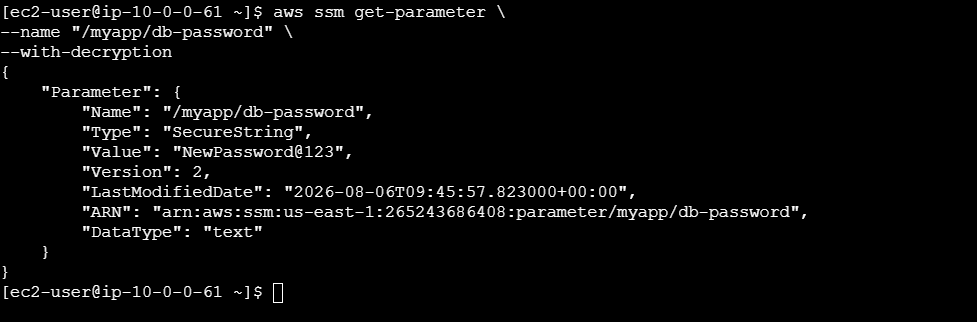 [ec2-user@ip-10-0-0-61 ~]$ aws ssm get-parameter \
--name "/myapp/db-password" \
--with-decryption
{
    "Parameter": {
        "Name": "/myapp/db-password",
        "Type": "SecureString",
        "Value": "NewPassword@123",
        "Version": 2,
        "LastModifiedDate": "2026-08-06T09:45:57.823000+00:00",
        "ARN": "arn:aws:ssm:us-east-1:265243686408:parameter/myapp/db-password",
        "DataType": "text"
    }
}
[ec2-user@ip-10-0-0-61 ~]$